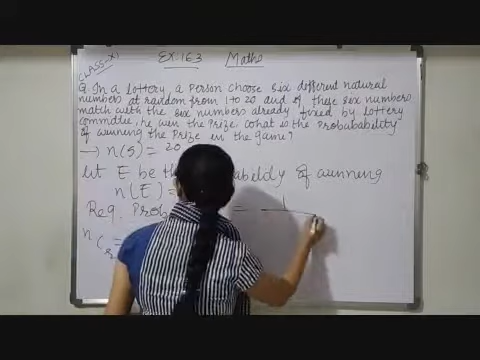 CLASS-XI
EX:16.3 Maths
Q. In a lottery, a person choose six different natural
numbers at random from 1 to 20 and if these six numbers
match with the six numbers already fixed by lottery
committee, he win the prize. What is the probability
of winning the prize in the game?
→ n(S) = 20
let E be the ability of winning
n(E) =
Req. Prob = 1
n C r =